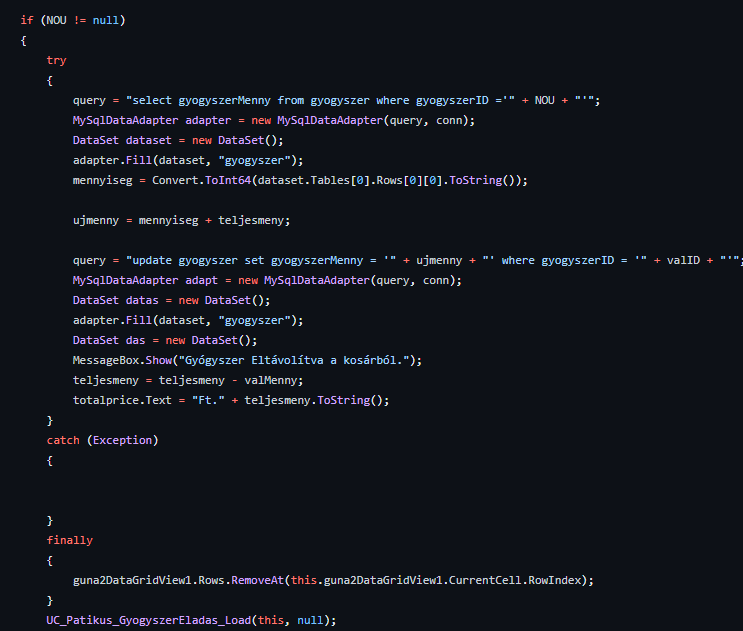 if (NOU != null)
{
try
{
query = "select gyogyszerMenny from gyogyszer where gyogyszerID ='" + NOU + "'";
MySqlDataAdapter adapter = new MySqlDataAdapter(query, conn);
DataSet dataset = new DataSet();
adapter.Fill(dataset, "gyogyszer");
mennyiseg = Convert.ToInt64(dataset.Tables[0].Rows[0][0].ToString());
ujmenny = mennyiseg + teljesmeny;
query = "update gyogyszer set gyogyszerMenny = '" + ujmenny + "' where gyogyszerID = '" + valID + "'";
MySqlDataAdapter adapt = new MySqlDataAdapter(query, conn);
DataSet datas = new DataSet();
adapter.Fill(dataset, "gyogyszer");
DataSet das = new DataSet();
MessageBox.Show("Gyógyszer Eltávolítva a kosárból.");
teljesmeny = teljesmeny - valMenny;
totalprice.Text = "Ft." + teljesmeny.ToString();
}
catch (Exception)
{
}
finally
{
guna2DataGridView1.Rows.RemoveAt(this.guna2DataGridView1.CurrentCell.RowIndex);
}
UC_Patikus_GyogyszerEladas_Load(this, null);